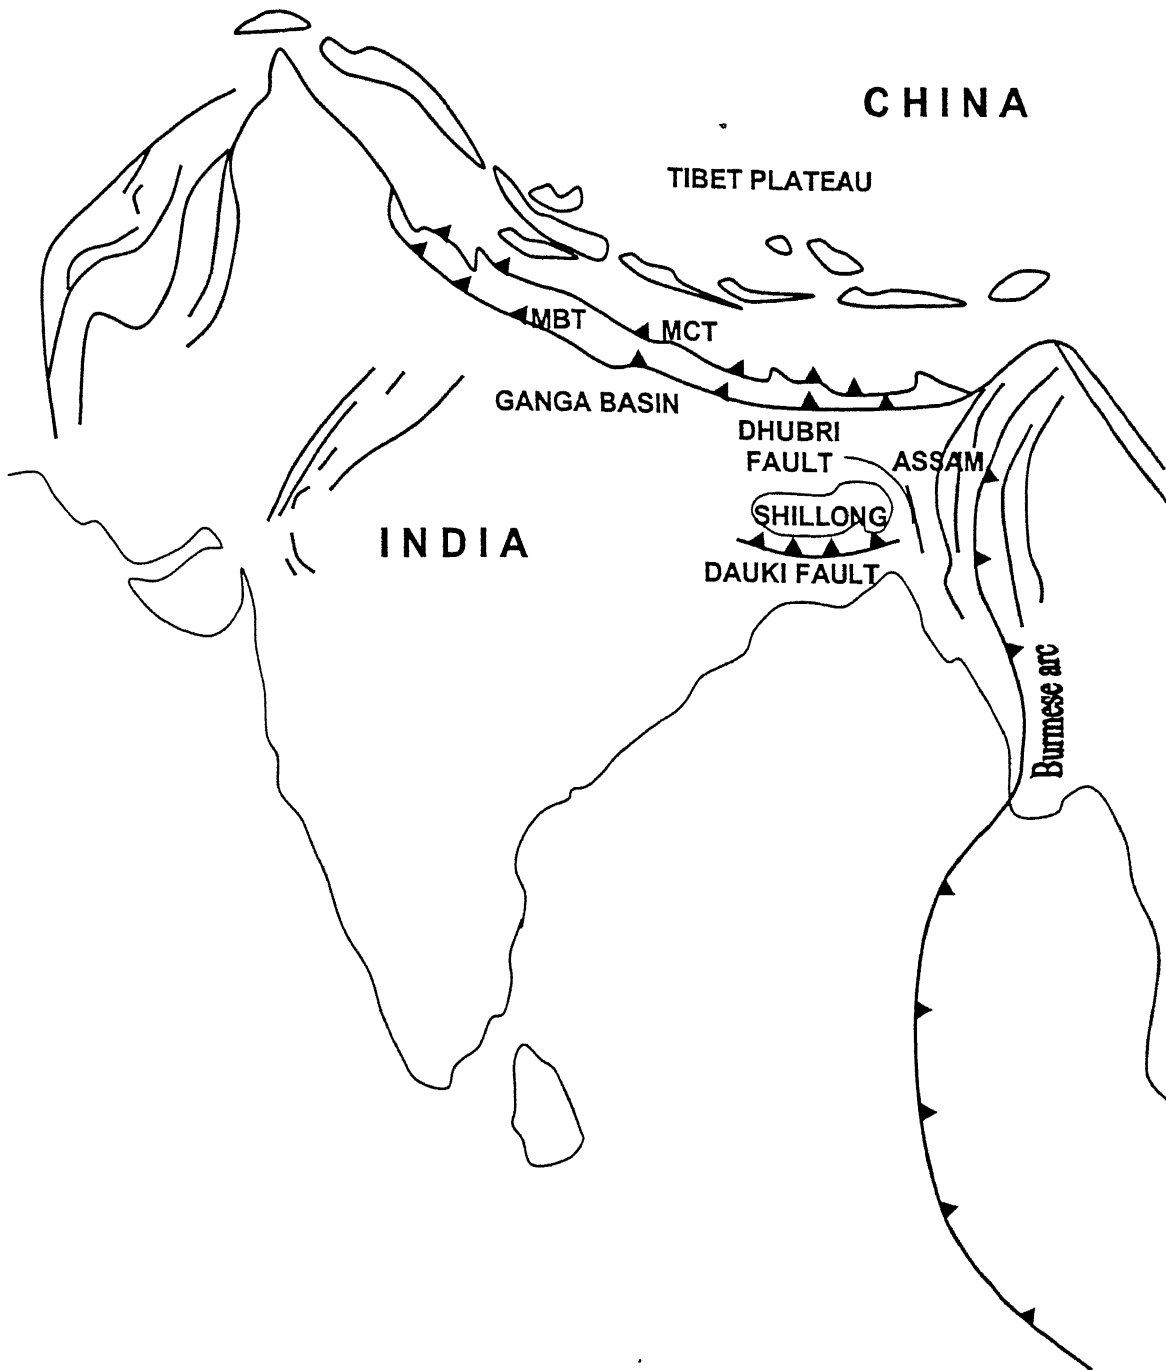 CHINA
TIBET PLATEAU
MBT
MCT
GANGA BASIN
DHUBRI
FAULT
ASSAM
SHILLONG
INDIA
DAUKI FAULT
Burmese arc